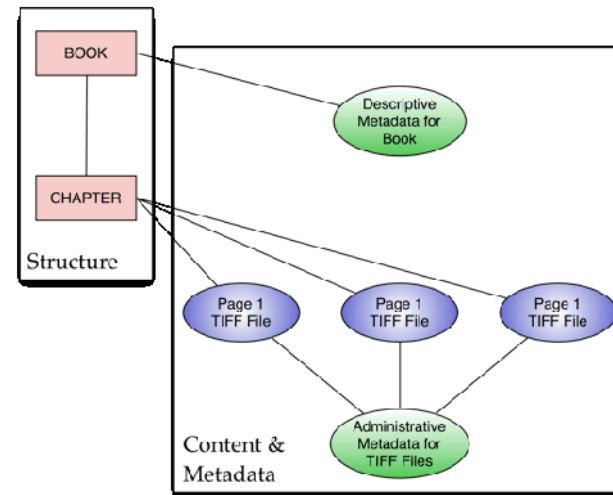 BOOK
CHAPTER
Structure
Descriptive
Metadata for
Book
Page 1
TIFF File
Page 1
TIFF File
Page 1
TIFF File
Administrative
Metadata for
TIFF Files
Content &
Metadata